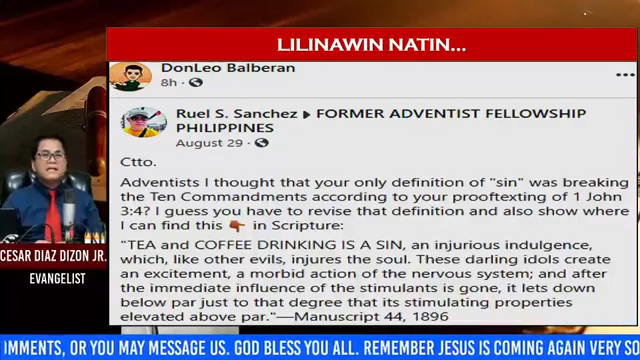 LILINAWIN NATIN...
DonLeo Balberan
8h ·
Ruel S. Sanchez ▸ FORMER ADVENTIST FELLOWSHIP
PHILIPPINES
August 29 ·
Ctto.
Adventists I thought that your only definition of "sin" was breaking
the Ten Commandments according to your prooftexting of 1 John
3:4? I guess you have to revise that definition and also show where
I can find this 👇 in Scripture:
"TEA and COFFEE DRINKING IS A SIN, an injurious indulgence,
which, like other evils, injures the soul. These darling idols create
an excitement, a morbid action of the nervous system; and after
the immediate influence of the stimulants is gone, it lets down
below par just to that degree that its stimulating properties
elevated above par."—Manuscript 44, 1896
CESAR DIAZ DIZON JR.
EVANGELIST
OMMENTS, OR YOU MAY MESSAGE US. GOD BLESS YOU ALL. REMEMBER JESUS IS COMING AGAIN VERY SO